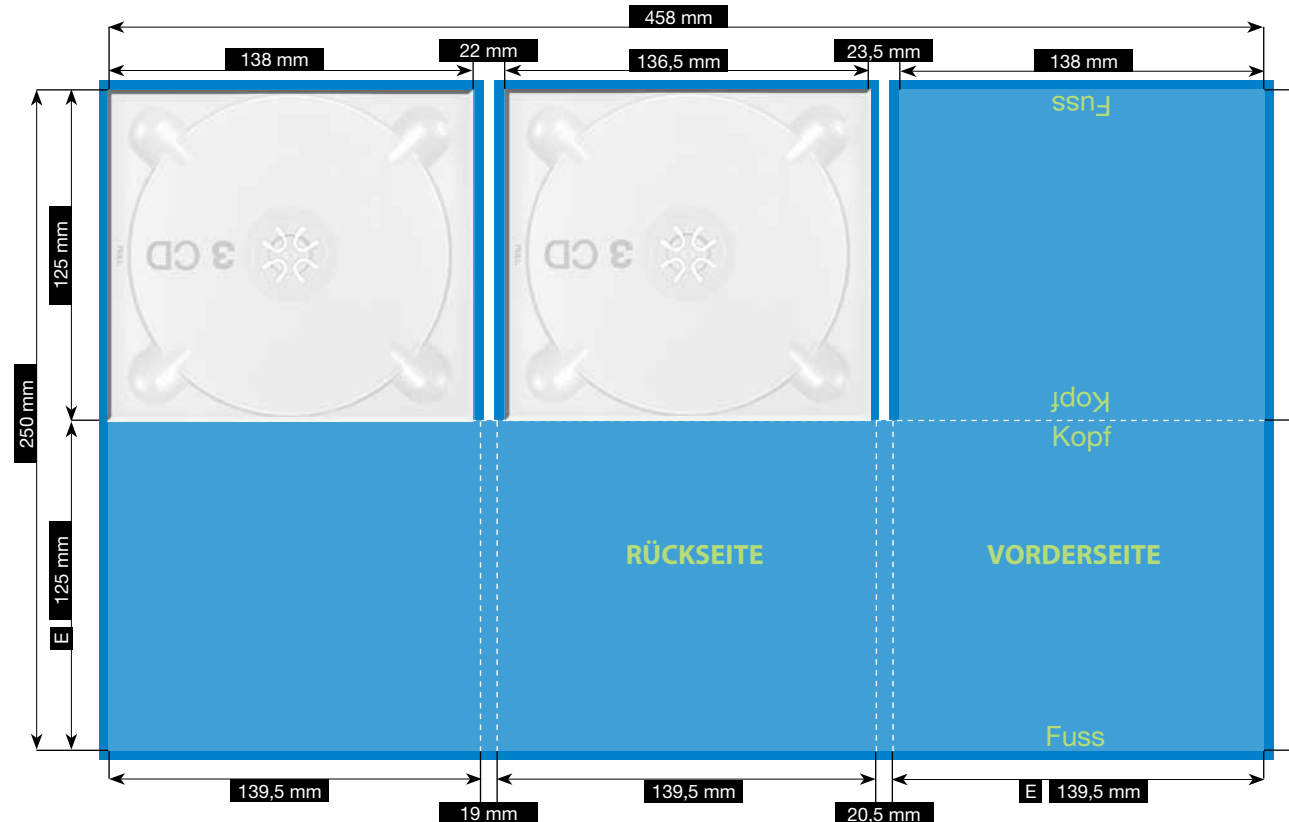 458 mm
138 mm
22 mm
136,5 mm
23,5 mm
138 mm
Fuss
125 mm
3 CD
3 CD
250 mm
Kopf
Kopf
E 125 mm
RÜCKSEITE
VORDERSEITE
Fuss
139,5 mm
19 mm
139,5 mm
20,5 mm
E 139,5 mm